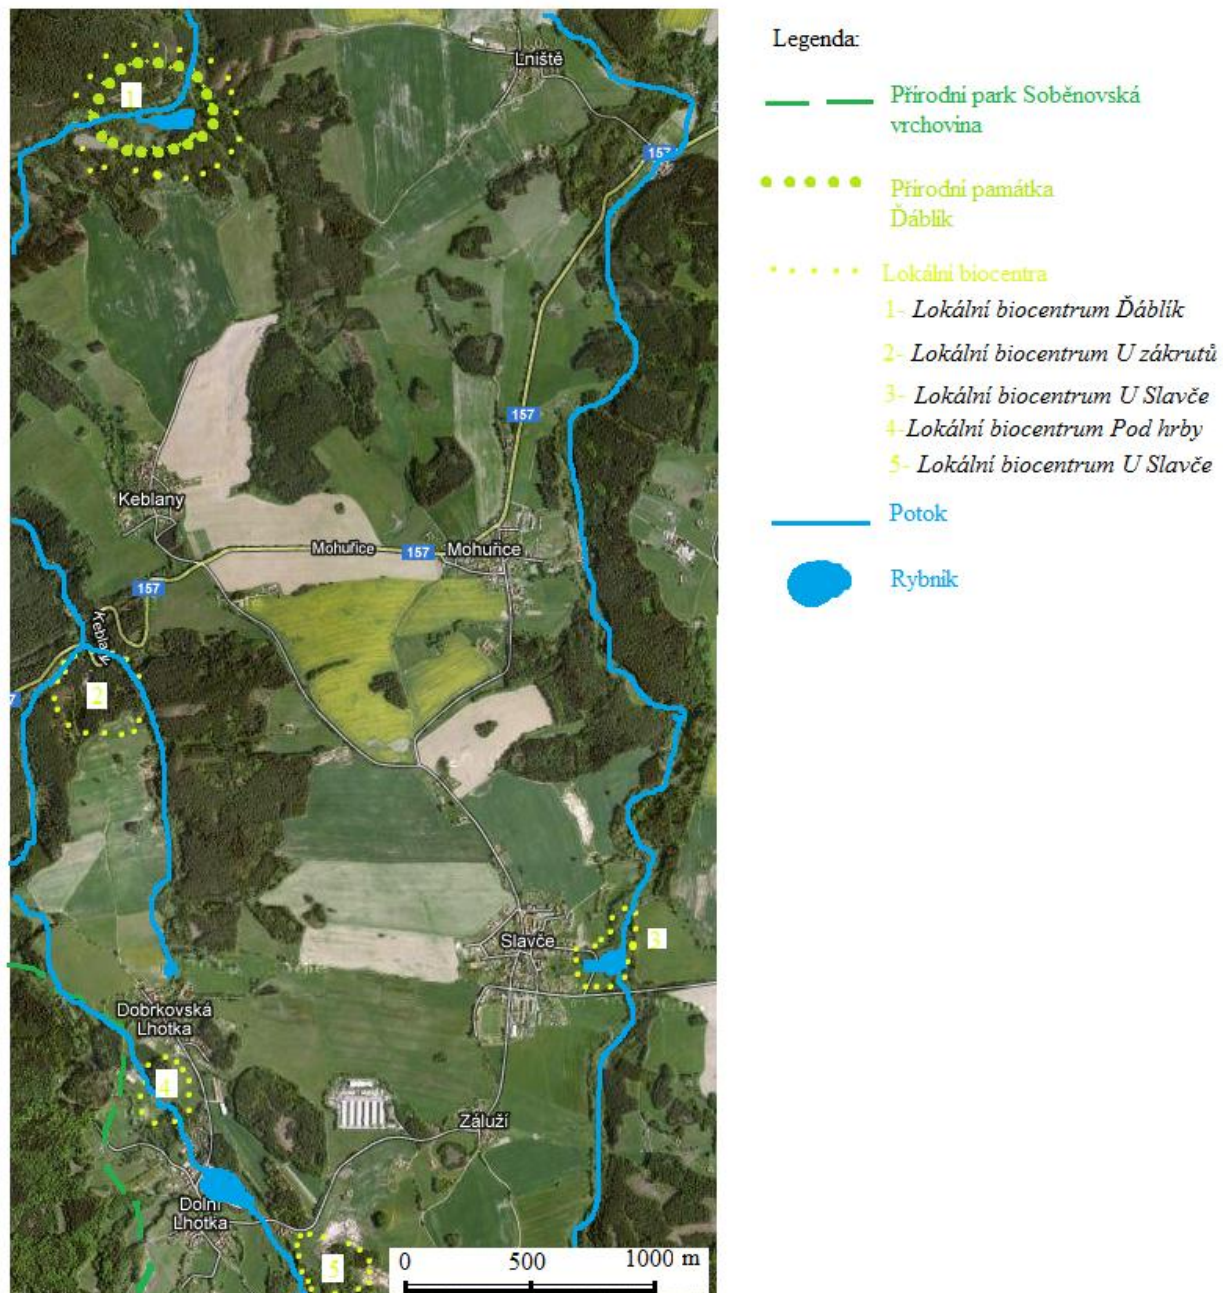 Lniště
1
157
157
Keblany
Mohuřice
157
Mohuřice
157
Keblany
2
7
Slavče
3
Dobrkovská
Lhotka
4
Záluží
Dolní
Lhotka
5
0 500 1000 m
Legenda:
Přírodní park Soběnovská
vrchovina
Přírodní památka
Ďáblík
Lokální biocentra
1- Lokální biocentrum Ďáblík
2- Lokální biocentrum U zákrutů
3- Lokální biocentrum U Slavče
4-Lokální biocentrum Pod hrby
5- Lokální biocentrum U Slavče
Potok
Rybník